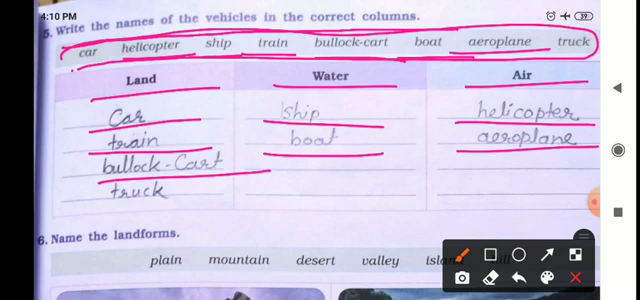 4:10 PM
39
5. Write the names of the vehicles in the correct columns.
car helicopter ship train bullock-cart boat aeroplane truck
Land Water Air
Car ship helicopter
train boat aeroplane
bullock-Cart
truck
6. Name the landforms.
plain mountain desert valley